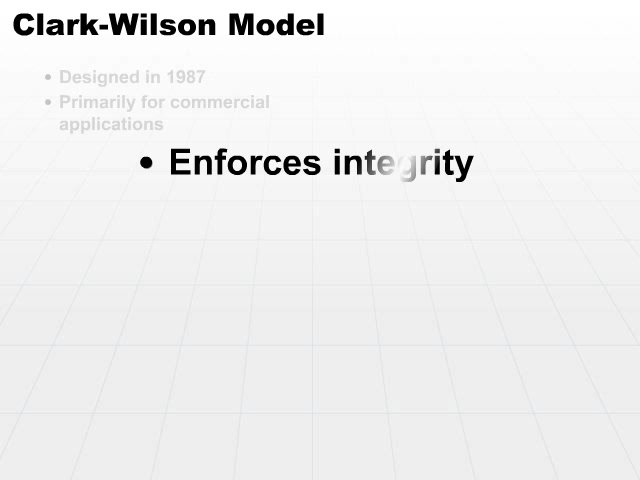 Clark-Wilson Model
• Designed in 1987
• Primarily for commercial
applications
• Enforces integrity